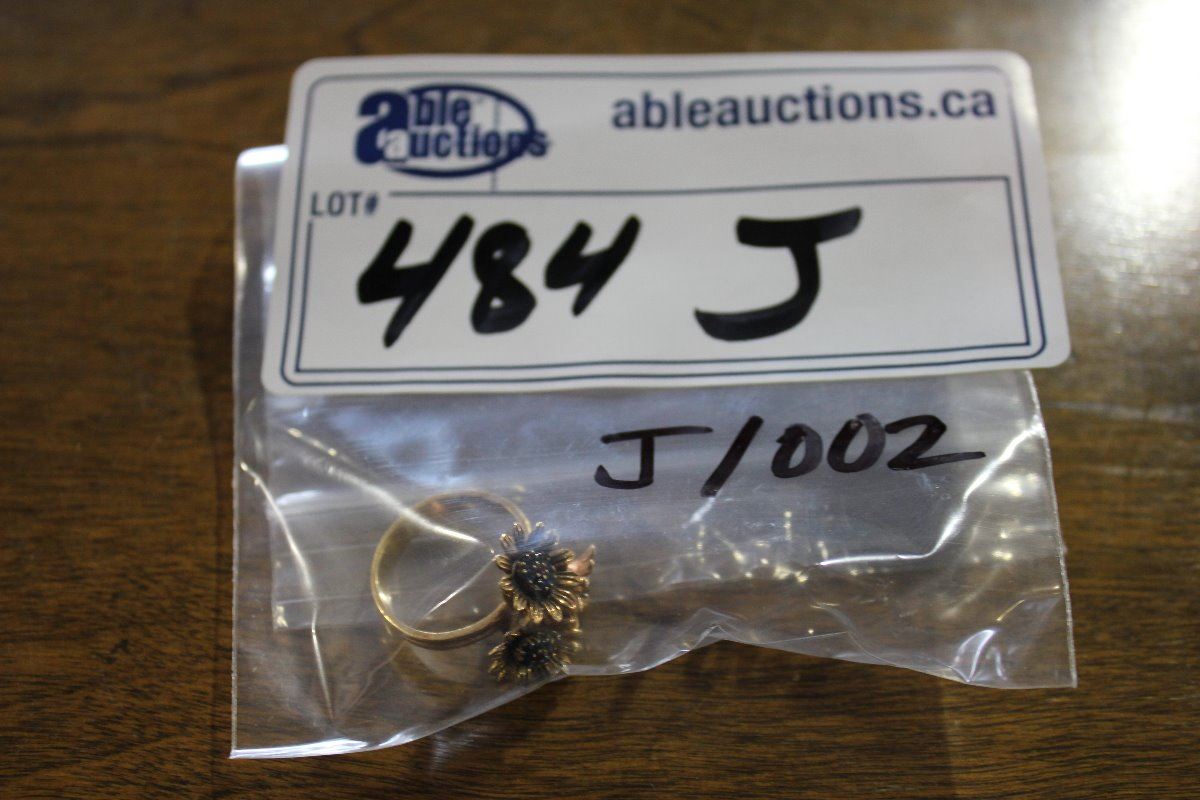 able auctions
ableauctions.ca
LOT#
484 J
J/002